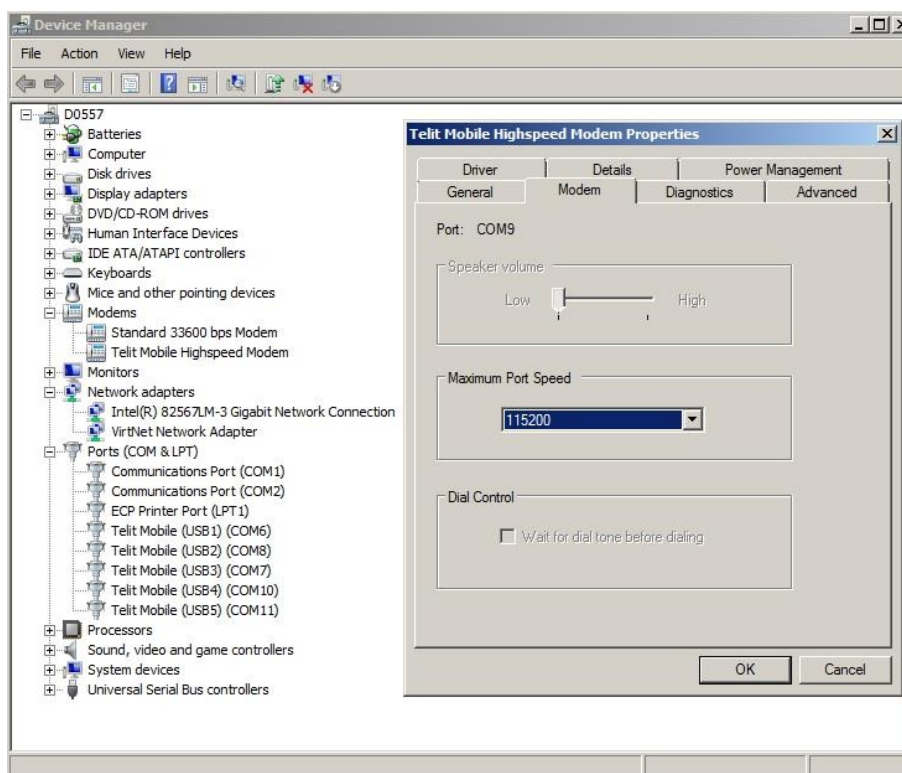 Device Manager
File Action View Help
D0557
Batteries
Computer
Disk drives
Display adapters
DVD/CD-ROM drives
Human Interface Devices
IDE ATA/ATAPI controllers
Keyboards
Mice and other pointing devices
Modems
Standard 33600 bps Modem
Telit Mobile Highspeed Modem
Monitors
Network adapters
Intel(R) 82567LM-3 Gigabit Network Connection
VirtNet Network Adapter
Ports (COM & LPT)
Communications Port (COM1)
Communications Port (COM2)
ECP Printer Port (LPT1)
Telit Mobile (USB1) (COM6)
Telit Mobile (USB2) (COM8)
Telit Mobile (USB3) (COM7)
Telit Mobile (USB4) (COM10)
Telit Mobile (USB5) (COM11)
Processors
Sound, video and game controllers
System devices
Universal Serial Bus controllers
Telit Mobile Highspeed Modem Properties
Driver Details Power Management
General Modem Diagnostics Advanced
Port: COM9
Speaker volume
Low High
Maximum Port Speed
115200
Dial Control
Wait for dial tone before dialing
OK Cancel